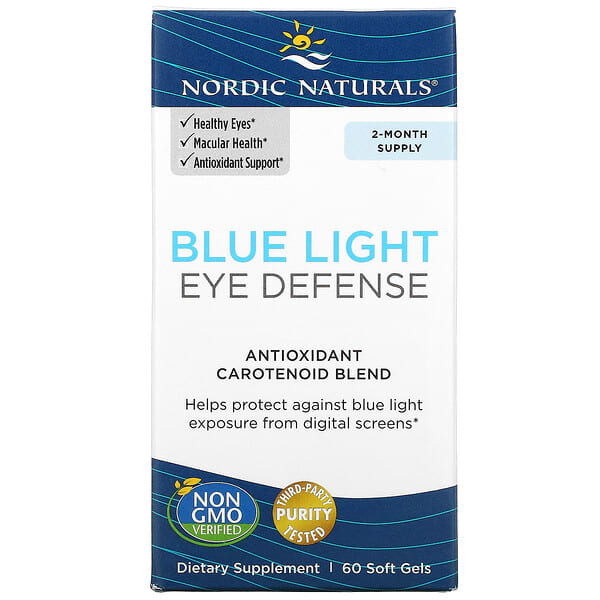 NORDIC NATURALS®
✓ Healthy Eyes*
✓ Macular Health*
✓ Antioxidant Support*
2-MONTH
SUPPLY
BLUE LIGHT
EYE DEFENSE
ANTIOXIDANT
CAROTENOID BLEND
Helps protect against blue light
exposure from digital screens*
NON
GMO
VERIFIED
THIRD-PARTY
PURITY
TESTED
Dietary Supplement | 60 Soft Gels